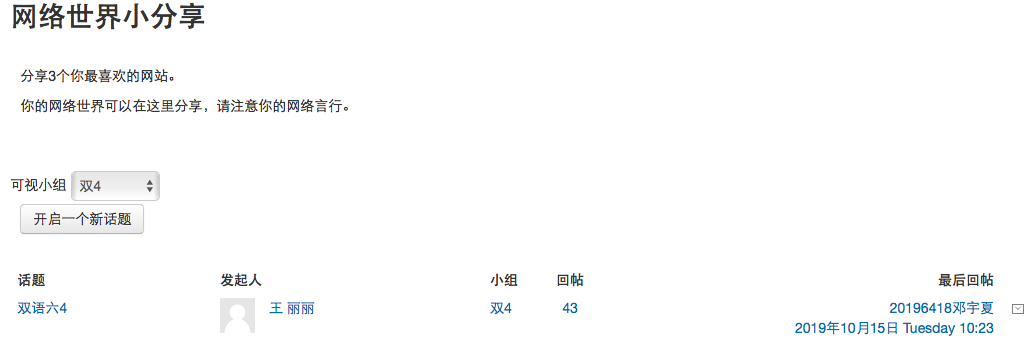 网络世界小分享
分享3个你最喜欢的网站。
你的网络世界可以在这里分享，请注意你的网络言行。
可视小组 双4
开启一个新话题
话题 发起人 小组 回帖 最后回帖
双语六4 王 丽丽 双4 43 20196418邓宇夏
2019年10月15日 Tuesday 10:23